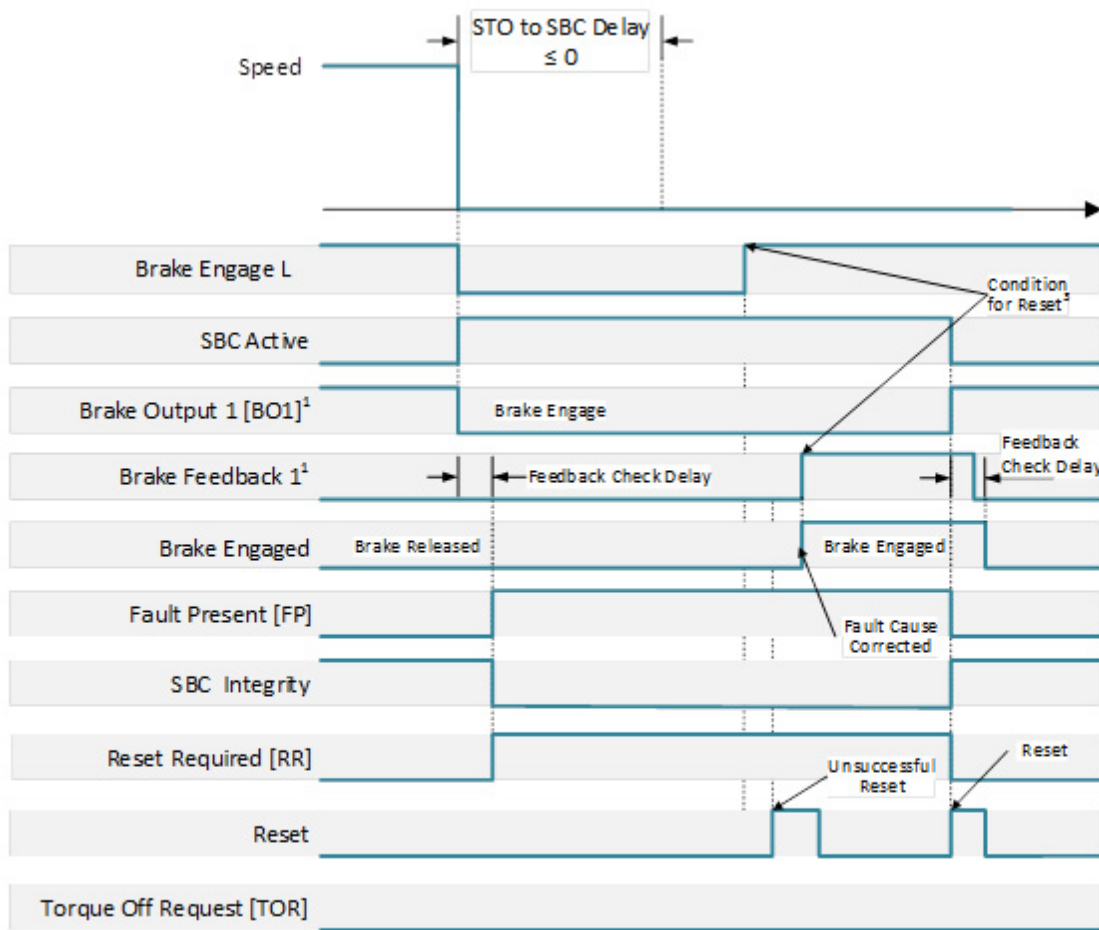 STO to SBC Delay
≤ 0
Speed
Brake Engage L
Condition
for Reset³
SBC Active
Brake Output 1 [BO1]¹
Brake Engage
Feedback
Check Delay
Brake Feedback 1¹
Feedback Check Delay
Brake Engaged
Brake Released
Brake Engaged
Fault Present [FP]
Fault Cause
Corrected
SBC Integrity
Reset Required [RR]
Reset
Unsuccessful
Reset
Reset
Torque Off Request [TOR]